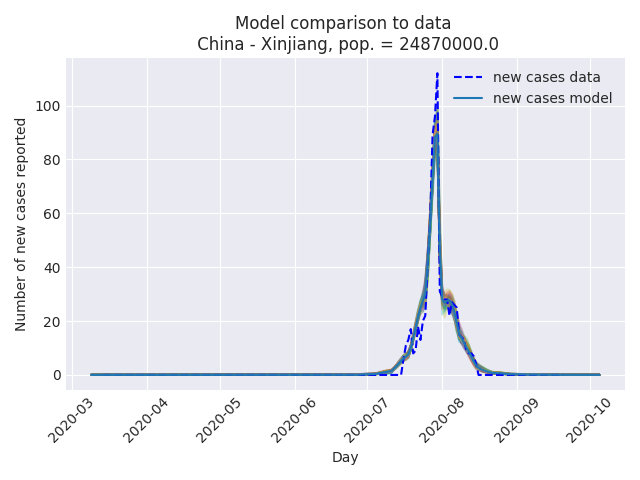 Model comparison to data
China - Xinjiang, pop. = 24870000.0
new cases data
new cases model
Number of new cases reported
100
80
60
40
20
0
2020-03
2020-04
2020-05
2020-06
2020-07
2020-08
2020-09
2020-10
Day